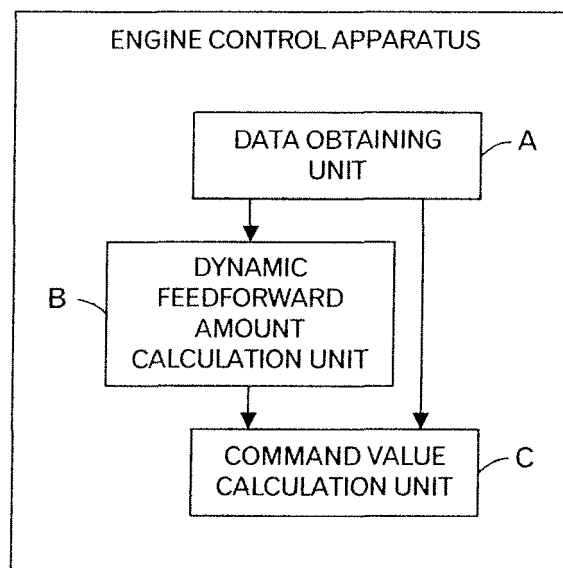 ENGINE CONTROL APPARATUS
DATA OBTAINING
UNIT
A
DYNAMIC
FEEDFORWARD
AMOUNT
CALCULATION UNIT
B
COMMAND VALUE
CALCULATION UNIT
C